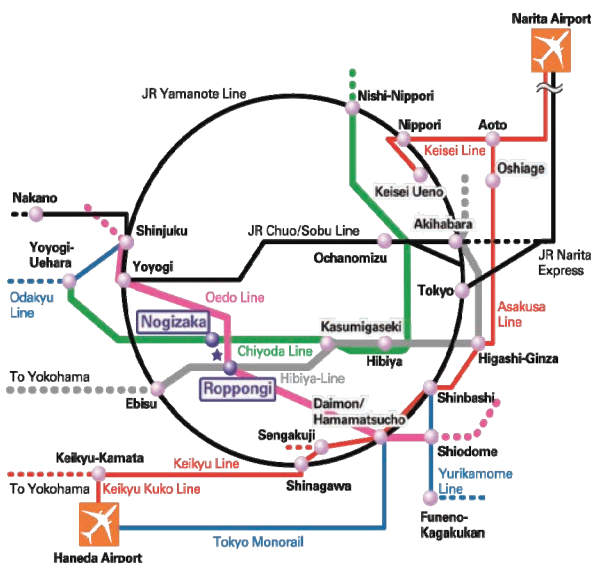 Narita Airport
JR Yamanote Line
Nishi-Nippori
Nippori
Aoto
Keisei Line
Oshiage
Keisei Ueno
Nakano
Shinjuku
JR Chuo/Sobu Line
Akihabara
Ochanomizu
JR Narita
Express
Yoyogi-
Uehara
Yoyogi
Tokyo
Odakyu
Line
Oedo Line
Asakusa
Line
Nogizaka
Kasumigaseki
Chiyoda Line
Hibiya
Higashi-Ginza
To Yokohama
Roppongi
Hibiya-Line
Ebisu
Shinbashi
Daimon/
Hamamatsucho
Sengakuji
Shiodome
Keikyu-Kamata
Keikyu Line
Shinagawa
To Yokohama
Keikyu Kuko Line
Yurikamome
Line
Funeno-
Kagakukan
Haneda Airport
Tokyo Monorail